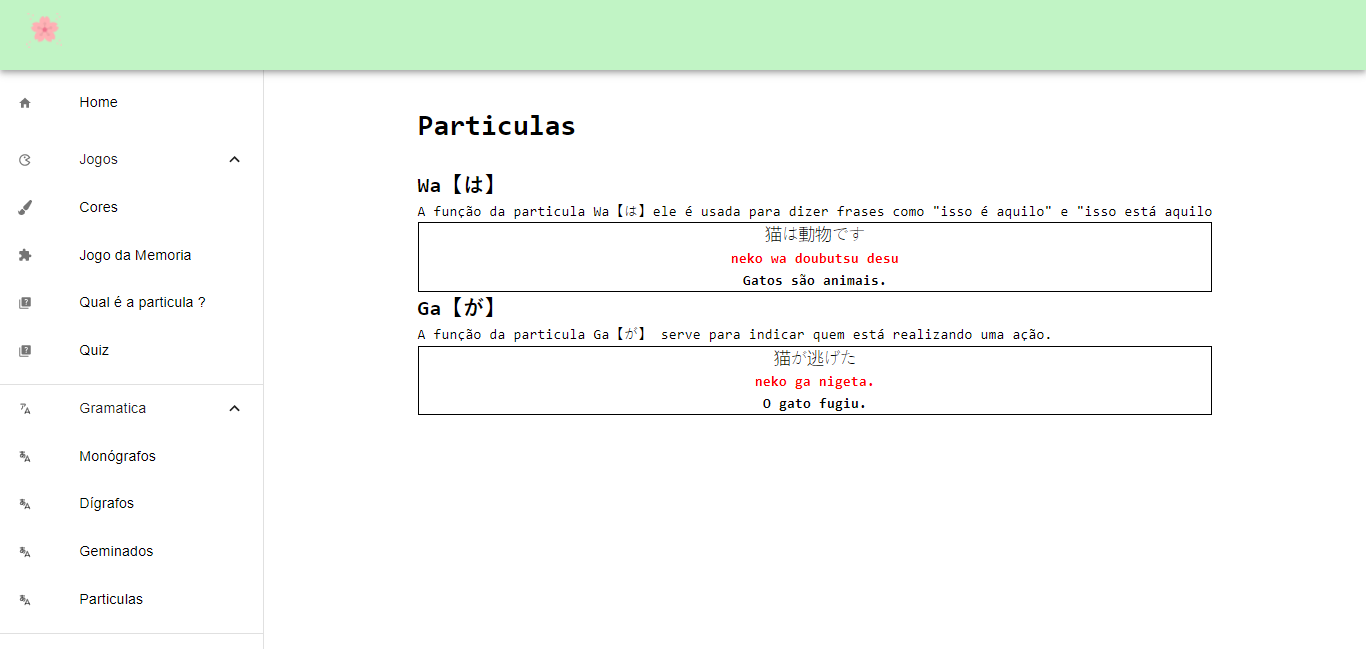 Home
Jogos
Cores
Jogo da Memoria
Qual é a particula ?
Quiz
Gramatica
Monógrafos
Dígrafos
Geminados
Particulas
Particulas
Wa【は】
A função da particula Wa【は】ele é usada para dizer frases como "isso é aquilo" e "isso está aquilo
猫は動物です
neko wa doubutsu desu
Gatos são animais.
Ga【が】
A função da particula Ga【が】 serve para indicar quem está realizando uma ação.
猫が逃げた
neko ga nigeta.
O gato fugiu.